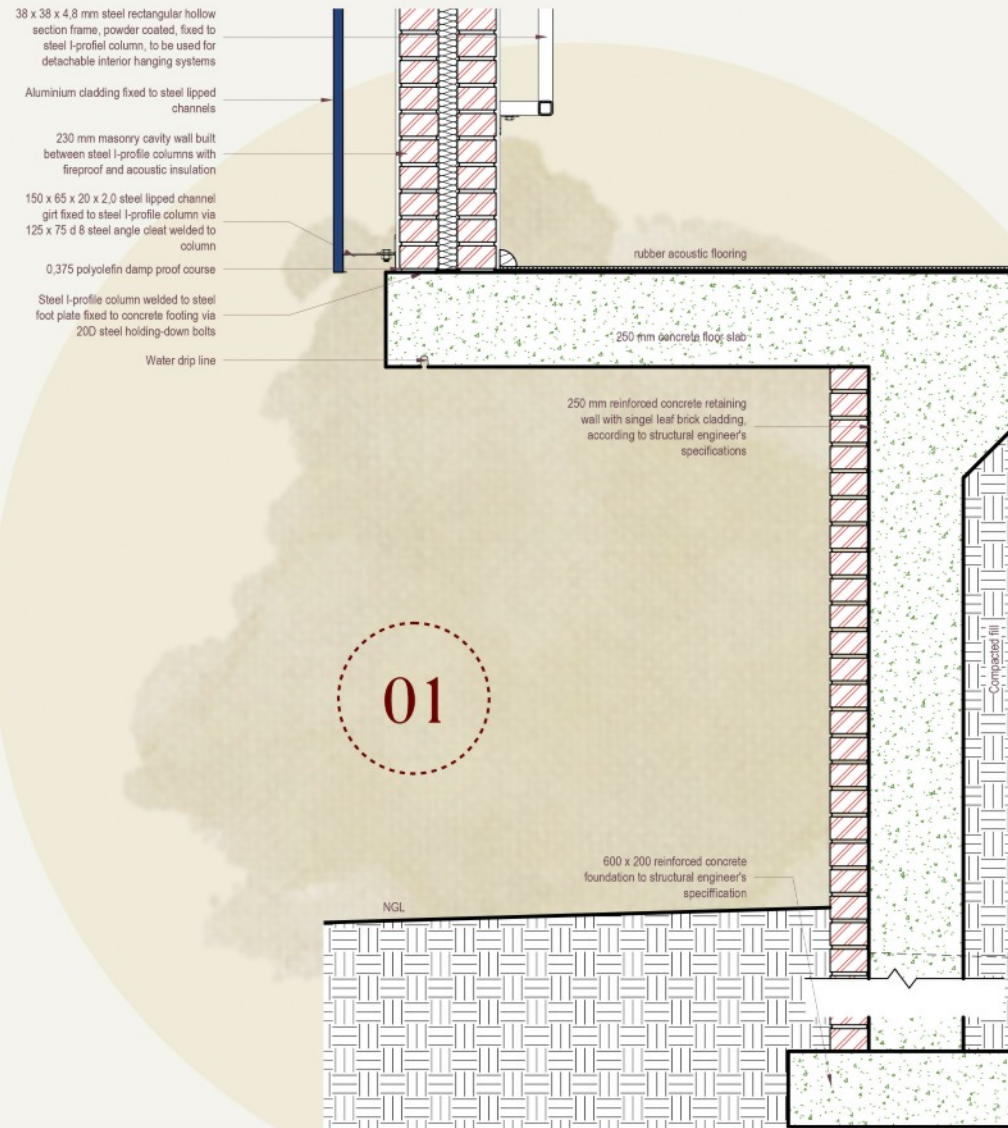 38 x 38 x 4,8 mm steel rectangular hollow
section frame, powder coated, fixed to
steel I-profiel column, to be used for
detachable interior hanging systems
Aluminium cladding fixed to steel lipped
channels
230 mm masonry cavity wall built
between steel I-profile columns with
fireproof and acoustic insulation
150 x 65 x 20 x 2,0 steel lipped channel
girt fixed to steel I-profile column via
125 x 75 d 8 steel angle cleat welded to
column
0,375 polyolefin damp proof course
Steel I-profile column welded to steel
foot plate fixed to concrete footing via
20D steel holding-down bolts
Water drip line
rubber acoustic flooring
250 mm concrete floor slab
250 mm reinforced concrete retaining
wall with singel leaf brick cladding,
according to structural engineer's
specifications
Compacted fill
01
600 x 200 reinforced concrete
foundation to structural engineer's
speciffication
NGL